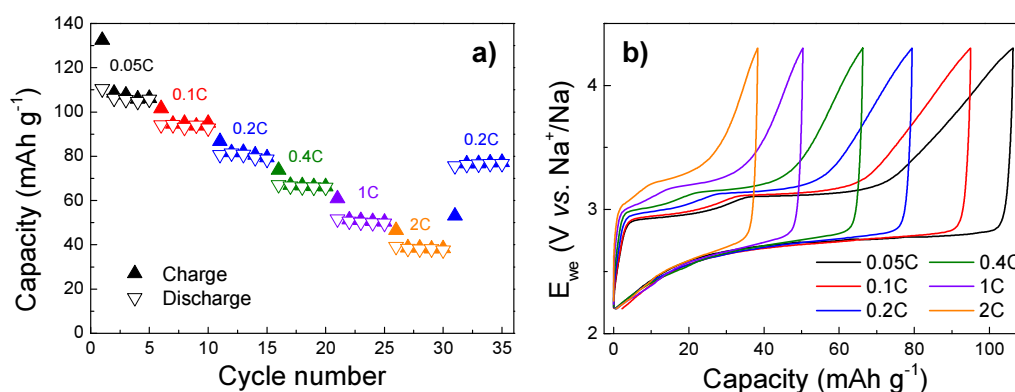 a)
Capacity (mAh g⁻¹)
140
120
100
80
60
40
20
0
0.05C
0.1C
0.2C
0.4C
1C
2C
0.2C
Charge
Discharge
0 5 10 15 20 25 30 35
Cycle number
b)
E_we (V vs. Na⁺/Na)
4
3
2
0.05C 0.4C
0.1C 1C
0.2C 2C
0 20 40 60 80 100
Capacity (mAh g⁻¹)